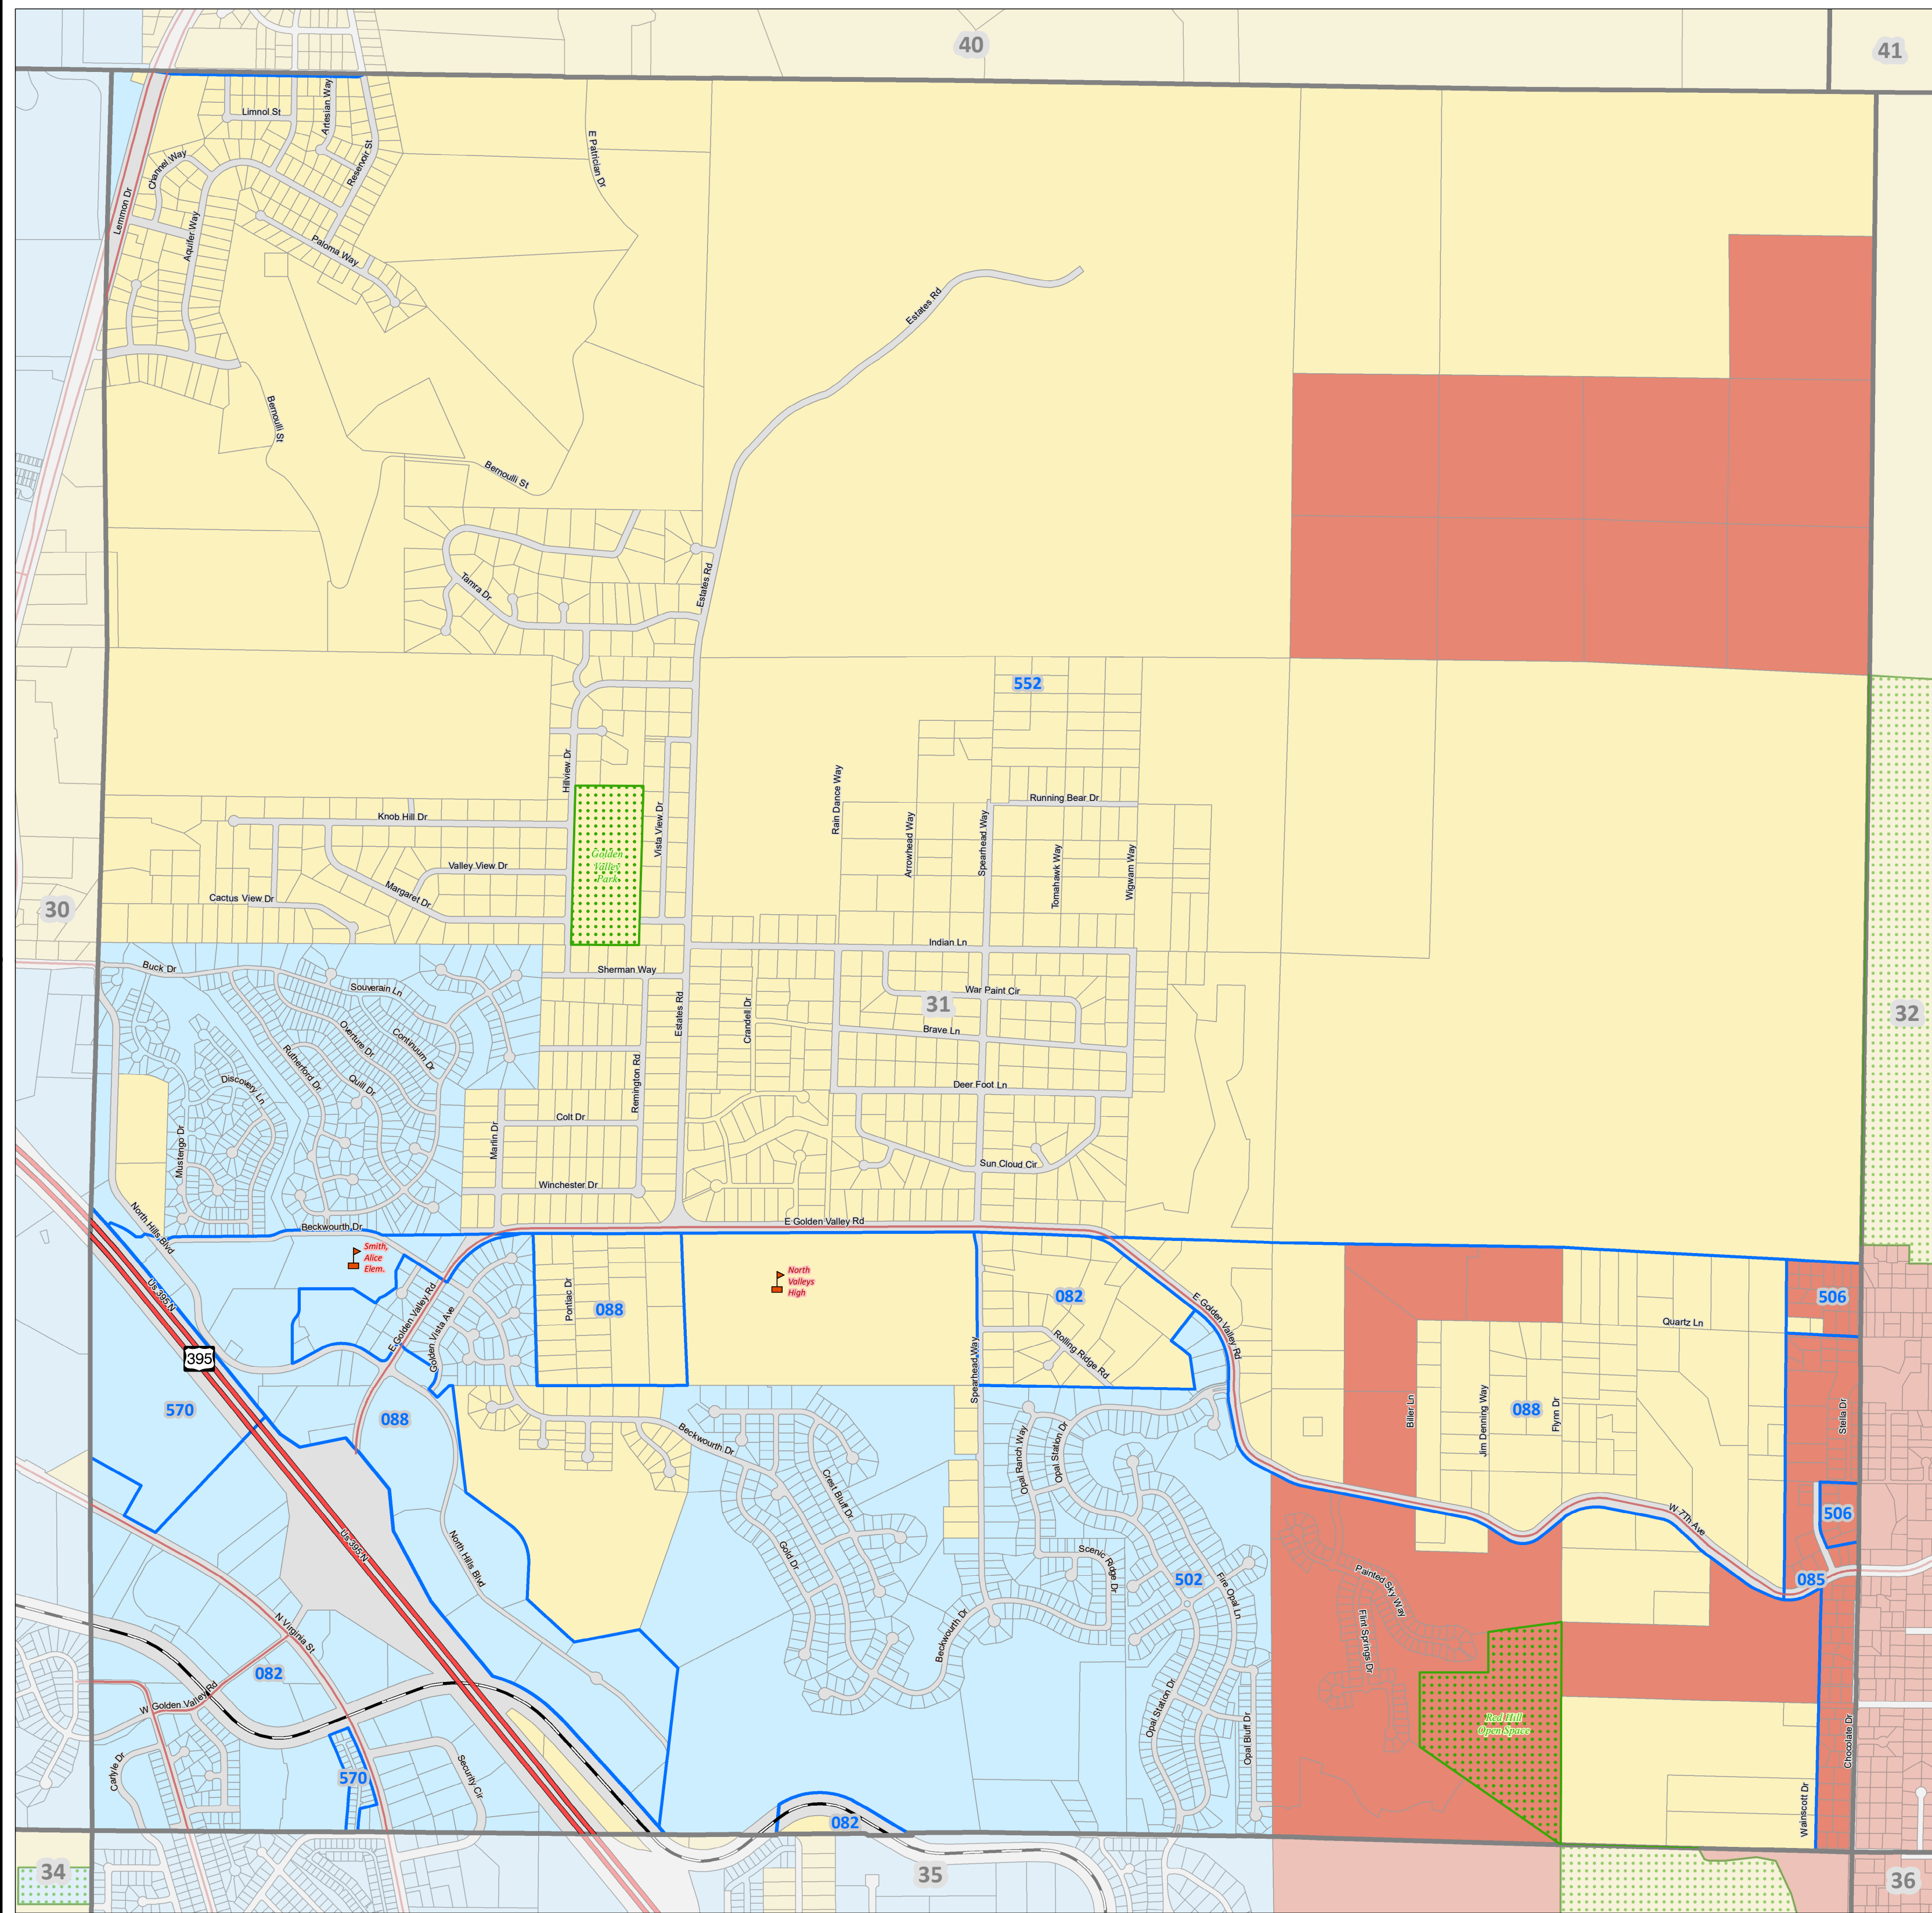 40
41
Limnol St
Artesian Way
Reservoir St
Channel Way
E Patrician Dr
Lemmon Dr
Aquifer Way
Paloma Way
Estates Rd
Bernoulli St
Bernoulli St
Tamra Dr
Estates Rd
552
Hillview Dr
Running Bear Dr
Rain Dance Way
Knob Hill Dr
Vista View Dr
Arrowhead Way
Spearhead Way
Golden
Valley
Park
Valley View Dr
Tomahawk Way
Wigwam Way
Margaret Dr
Cactus View Dr
30
Indian Ln
Buck Dr
Sherman Way
Souverain Ln
War Paint Cir
31
32
Estates Rd
Crandell Dr
Brave Ln
Overture Dr
Continuum Dr
Rutherford Dr
Quill Dr
Discovery Ln
Remington Rd
Deer Foot Ln
Colt Dr
Mustengo Dr
Marlin Dr
Sun Cloud Cir
Winchester Dr
North Hills Blvd
Beckwourth Dr
E Golden Valley Rd
Smith,
Alice
Elem.
North
Valleys
High
Us 395 N
Pontiac Dr
088
082
E Golden Valley Rd
506
Quartz Ln
E Golden Valley Rd
Golden Vista Ave
Rolling Ridge Rd
Spearhead Way
395
570
088
Biller Ln
Jim Denning Way
088
Flynn Dr
Stella Dr
Beckwourth Dr
Opal Ranch Way
Opal Station Dr
Crest Bluff Dr
W 7Th Ave
506
Us 395 N
North Hills Blvd
Gold Dr
Scenic Ridge Dr
502
Fire Opal Ln
Painted Sky Way
Flint Springs Dr
085
N Virginia St
Beckwourth Dr
082
W Golden Valley Rd
Opal Station Dr
Opal Bluff Dr
Red Hill
Open Space
Chocolate Dr
Carlyle Dr
570
Security Cir
Wainscott Dr
082
34
35
36